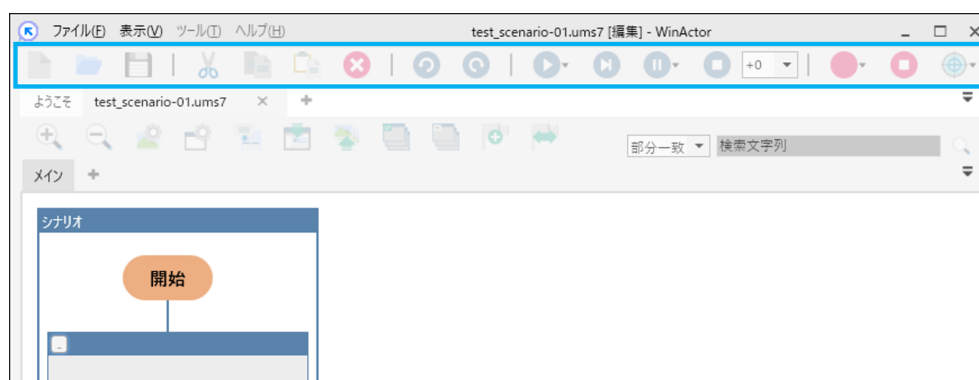 ファイル(F) 表示(V) ツール(T) ヘルプ(H) test_scenario-01.ums7 [編集] - WinActor
+0
ようこそ test_scenario-01.ums7
部分一致 検索文字列
メイン
シナリオ
開始